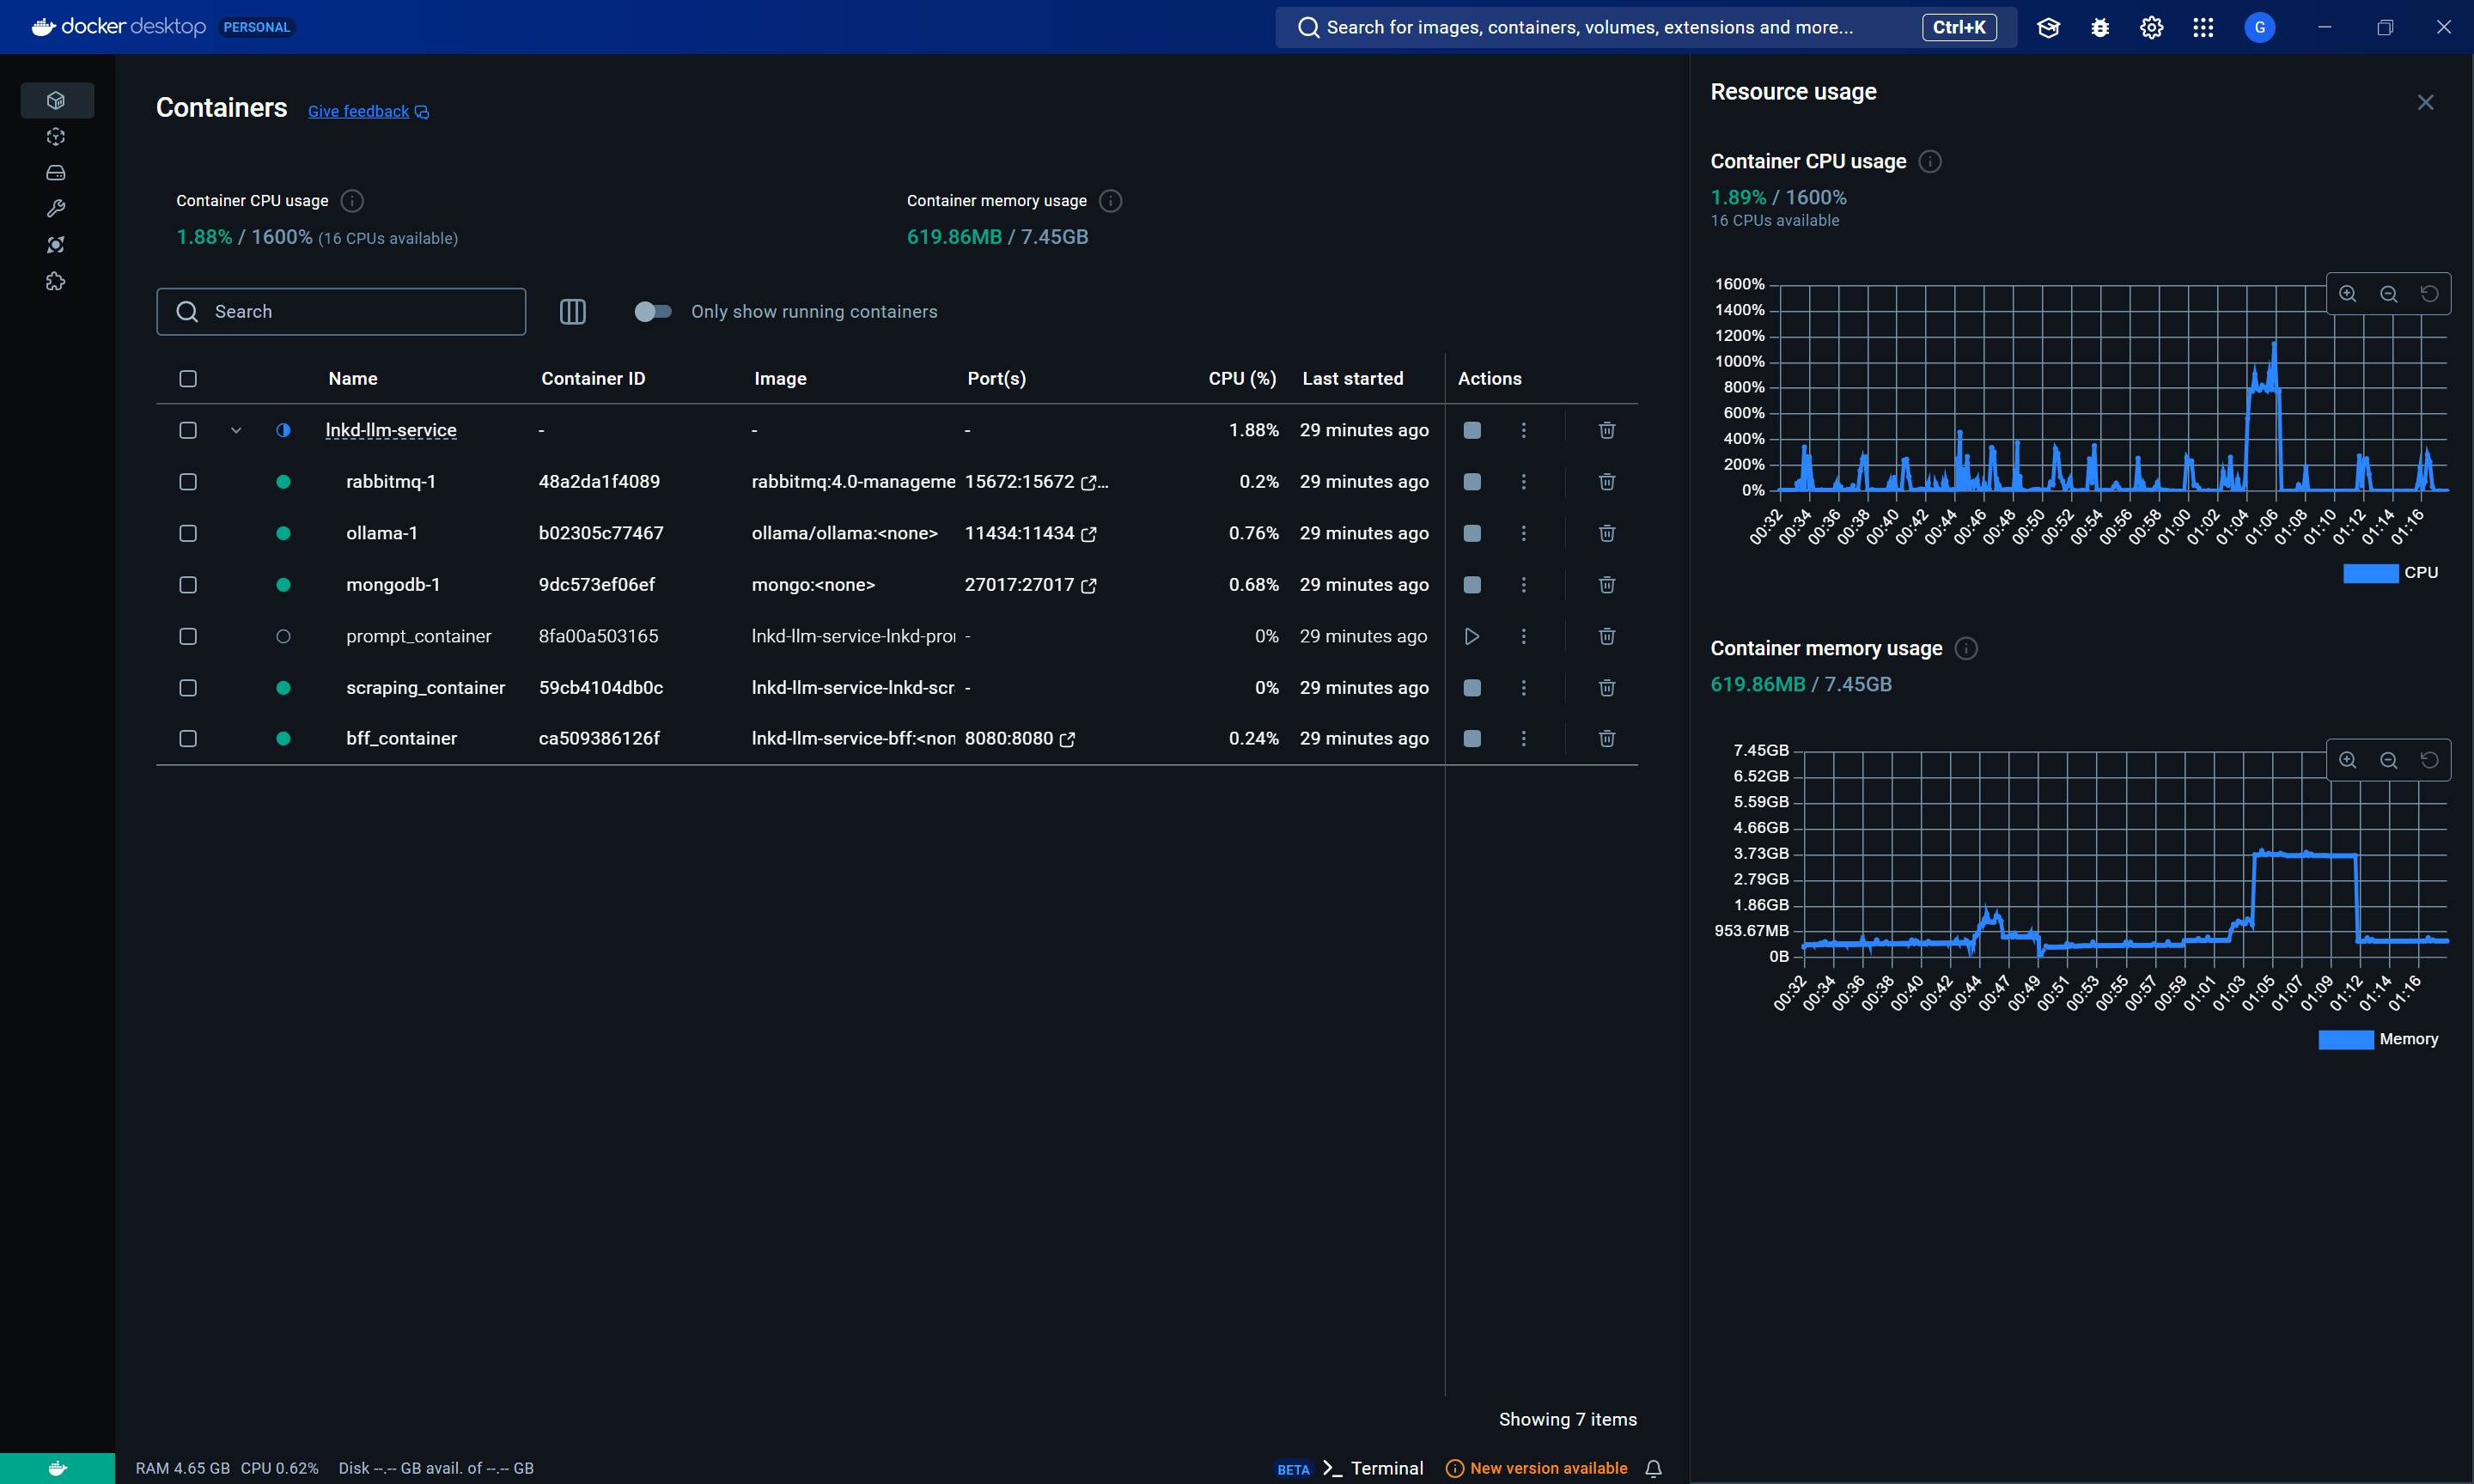 docker desktop PERSONAL
Search for images, containers, volumes, extensions and more... Ctrl+K
G
Containers Give feedback
Container CPU usage
1.88% / 1600% (16 CPUs available)
Container memory usage
619.86MB / 7.45GB
Search
Only show running containers
Name Container ID Image Port(s) CPU (%) Last started Actions
lnkd-llm-service - - - 1.88% 29 minutes ago
rabbitmq-1 48a2da1f4089 rabbitmq:4.0-manageme 15672:15672 ... 0.2% 29 minutes ago
ollama-1 b02305c77467 ollama/ollama:<none> 11434:11434 0.76% 29 minutes ago
mongodb-1 9dc573ef06ef mongo:<none> 27017:27017 0.68% 29 minutes ago
prompt_container 8fa00a503165 lnkd-llm-service-lnkd-pro - 0% 29 minutes ago
scraping_container 59cb4104db0c lnkd-llm-service-lnkd-scr - 0% 29 minutes ago
bff_container ca509386126f lnkd-llm-service-bff:<non 8080:8080 0.24% 29 minutes ago
Showing 7 items
Resource usage
Container CPU usage
1.89% / 1600%
16 CPUs available
1600%
1400%
1200%
1000%
800%
600%
400%
200%
0%
00:32 00:34 00:36 00:38 00:40 00:42 00:44 00:46 00:48 00:50 00:52 00:54 00:56 00:58 01:00 01:02 01:04 01:06 01:08 01:10 01:12 01:14 01:16
CPU
Container memory usage
619.86MB / 7.45GB
7.45GB
6.52GB
5.59GB
4.66GB
3.73GB
2.79GB
1.86GB
953.67MB
0B
00:32 00:34 00:36 00:38 00:40 00:42 00:44 00:47 00:49 00:51 00:53 00:55 00:57 00:59 01:01 01:03 01:05 01:07 01:09 01:12 01:14 01:16
Memory
RAM 4.65 GB CPU 0.62% Disk --.-- GB avail. of --.-- GB
BETA >_ Terminal New version available